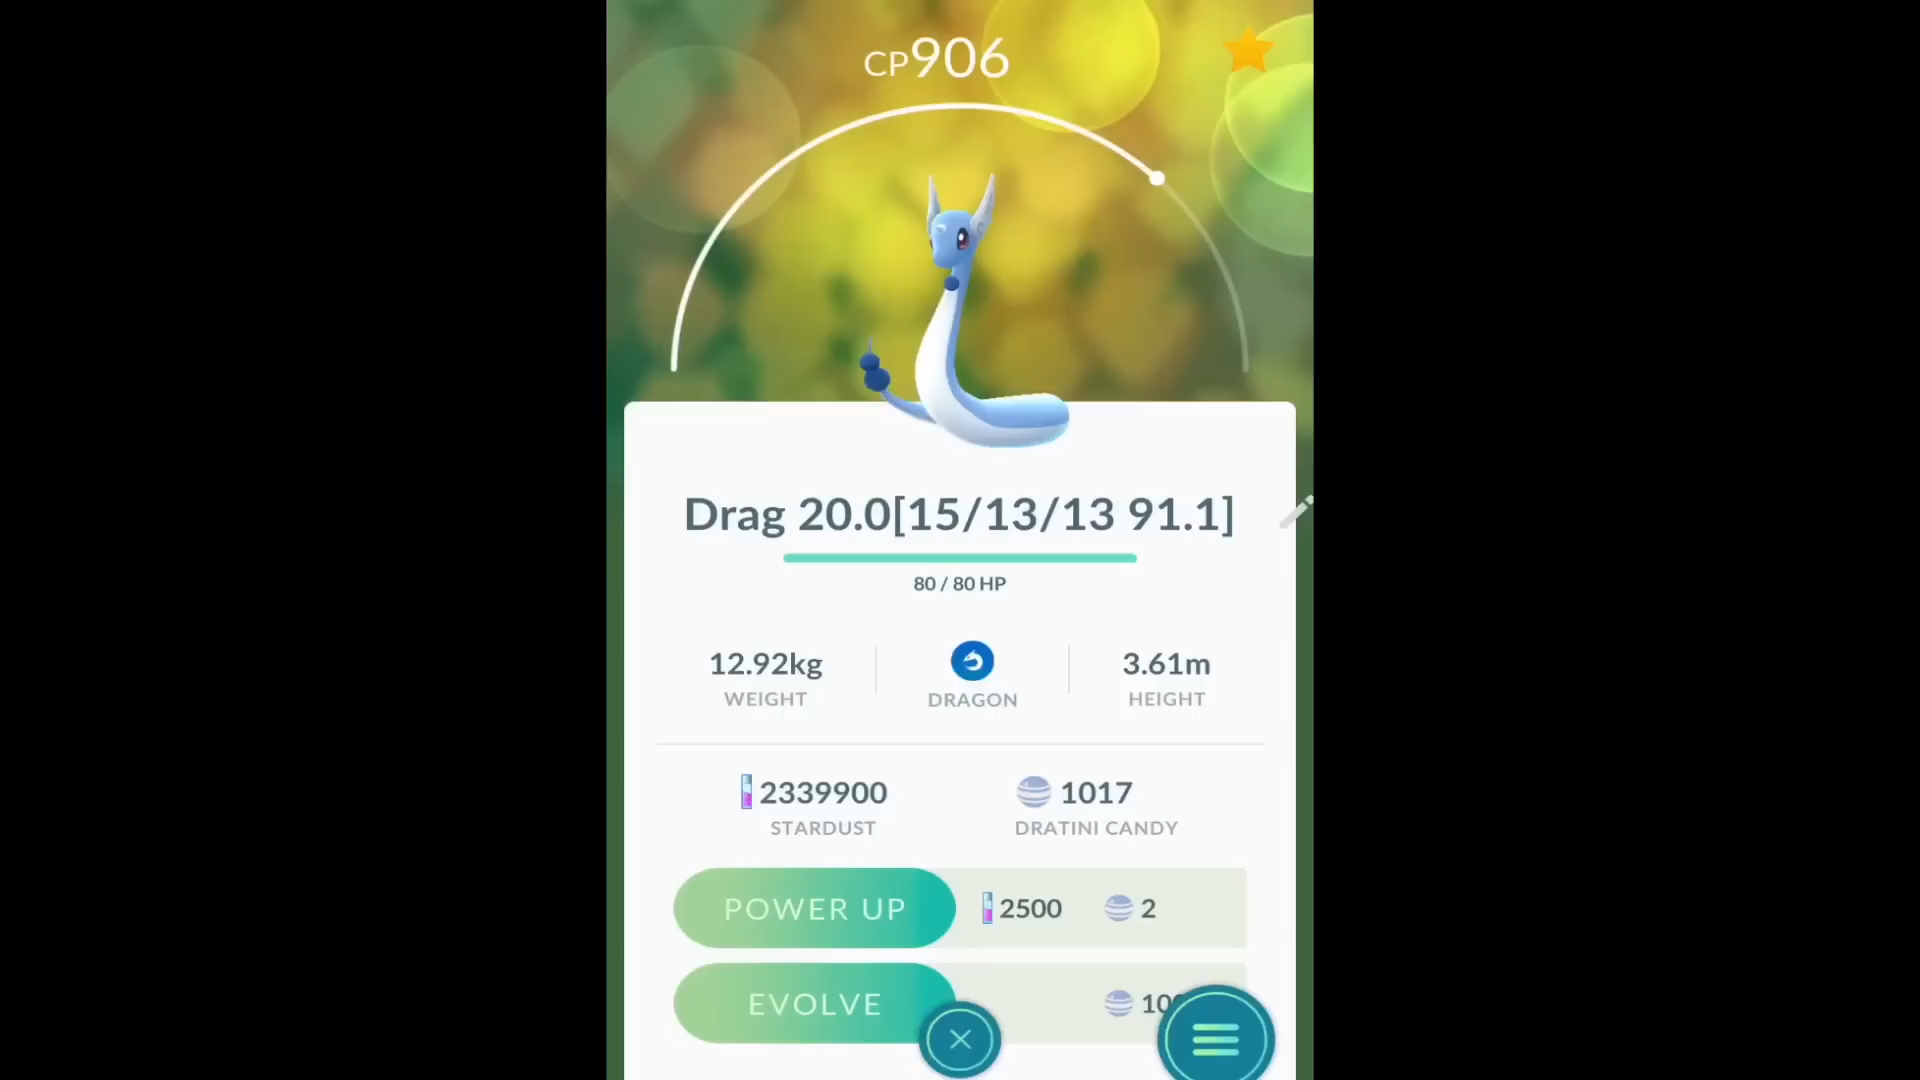 CP906
Drag 20.0[15/13/13 91.1]
80 / 80 HP
12.92kg
WEIGHT
DRAGON
3.61m
HEIGHT
2339900
STARDUST
1017
DRATINI CANDY
POWER UP 2500 2
EVOLVE